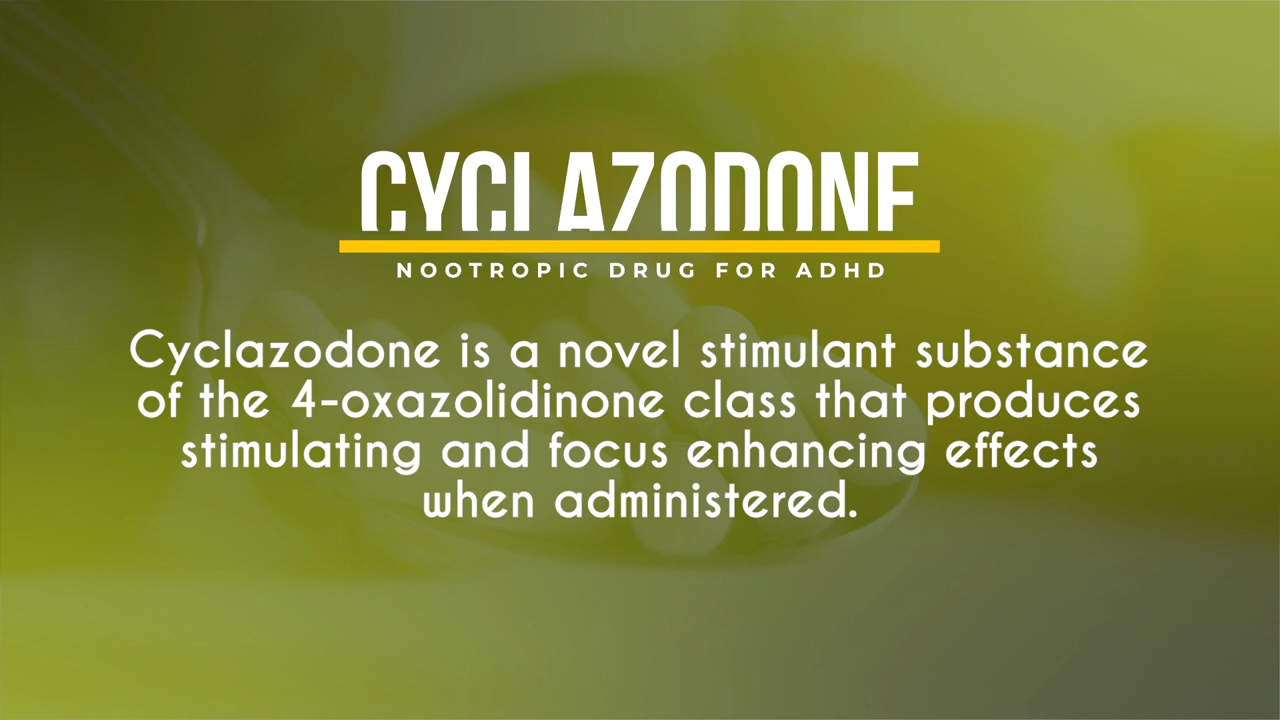 CYCLAZODONE
NOOTROPIC DRUG FOR ADHD
Cyclazodone is a novel stimulant substance
of the 4-oxazolidinone class that produces
stimulating and focus enhancing effects
when administered.